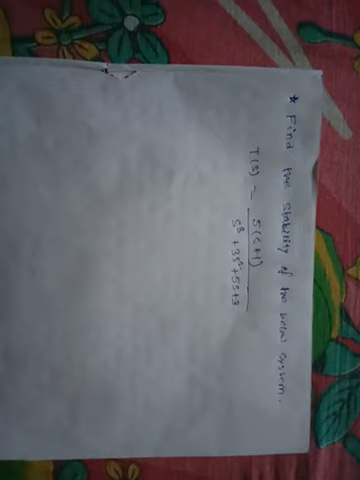 * Find the stability of the below system.
T(s) = 5(s+1)
s³ + 3s² + 5s + 3